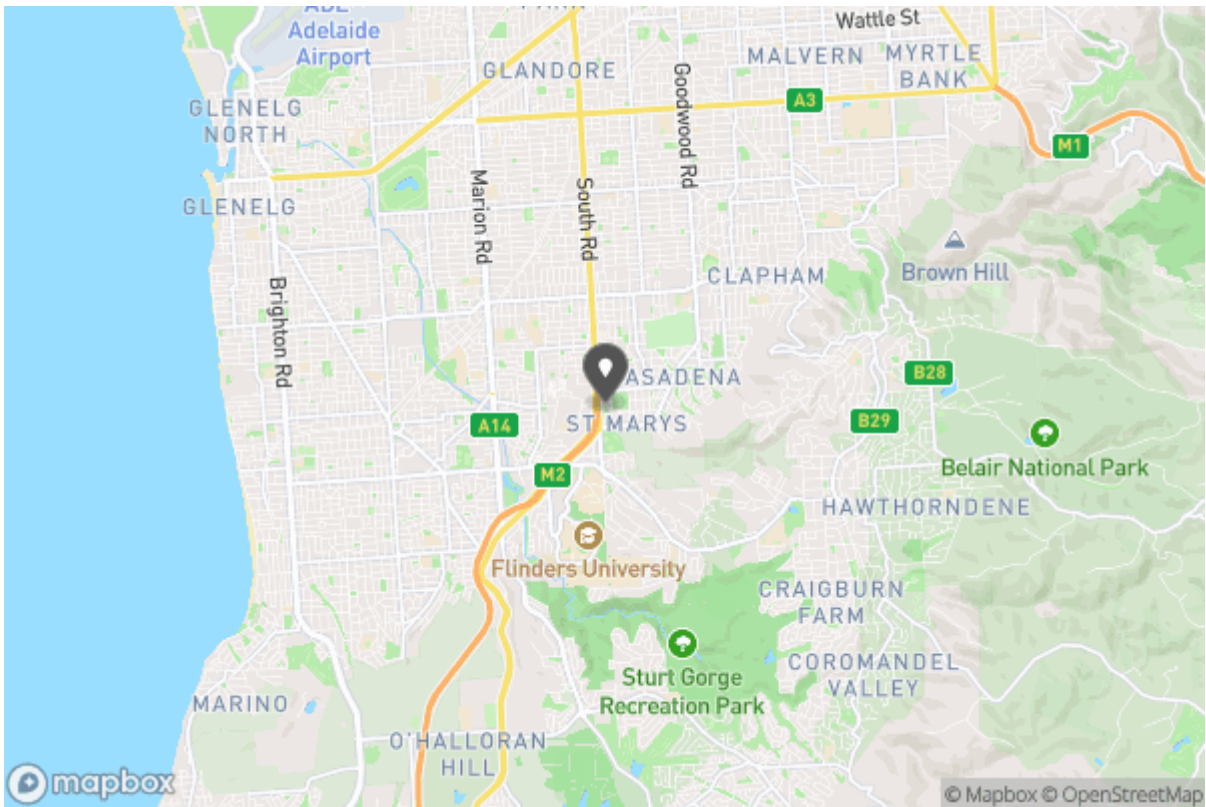 Adelaide
Airport
Wattle St
GLANDORE
MALVERN
MYRTLE
BANK
GLENELG
NORTH
A3
Goodwood Rd
M1
Marion Rd
South Rd
GLENELG
CLAPHAM
Brown Hill
Brighton Rd
ASADENA
B28
A14
ST MARYS
B29
M2
Belair National Park
HAWTHORNDENE
Flinders University
CRAIGBURN
FARM
Sturt Gorge
Recreation Park
COROMANDEL
VALLEY
MARINO
O'HALLORAN
HILL
mapbox
© Mapbox © OpenStreetMap